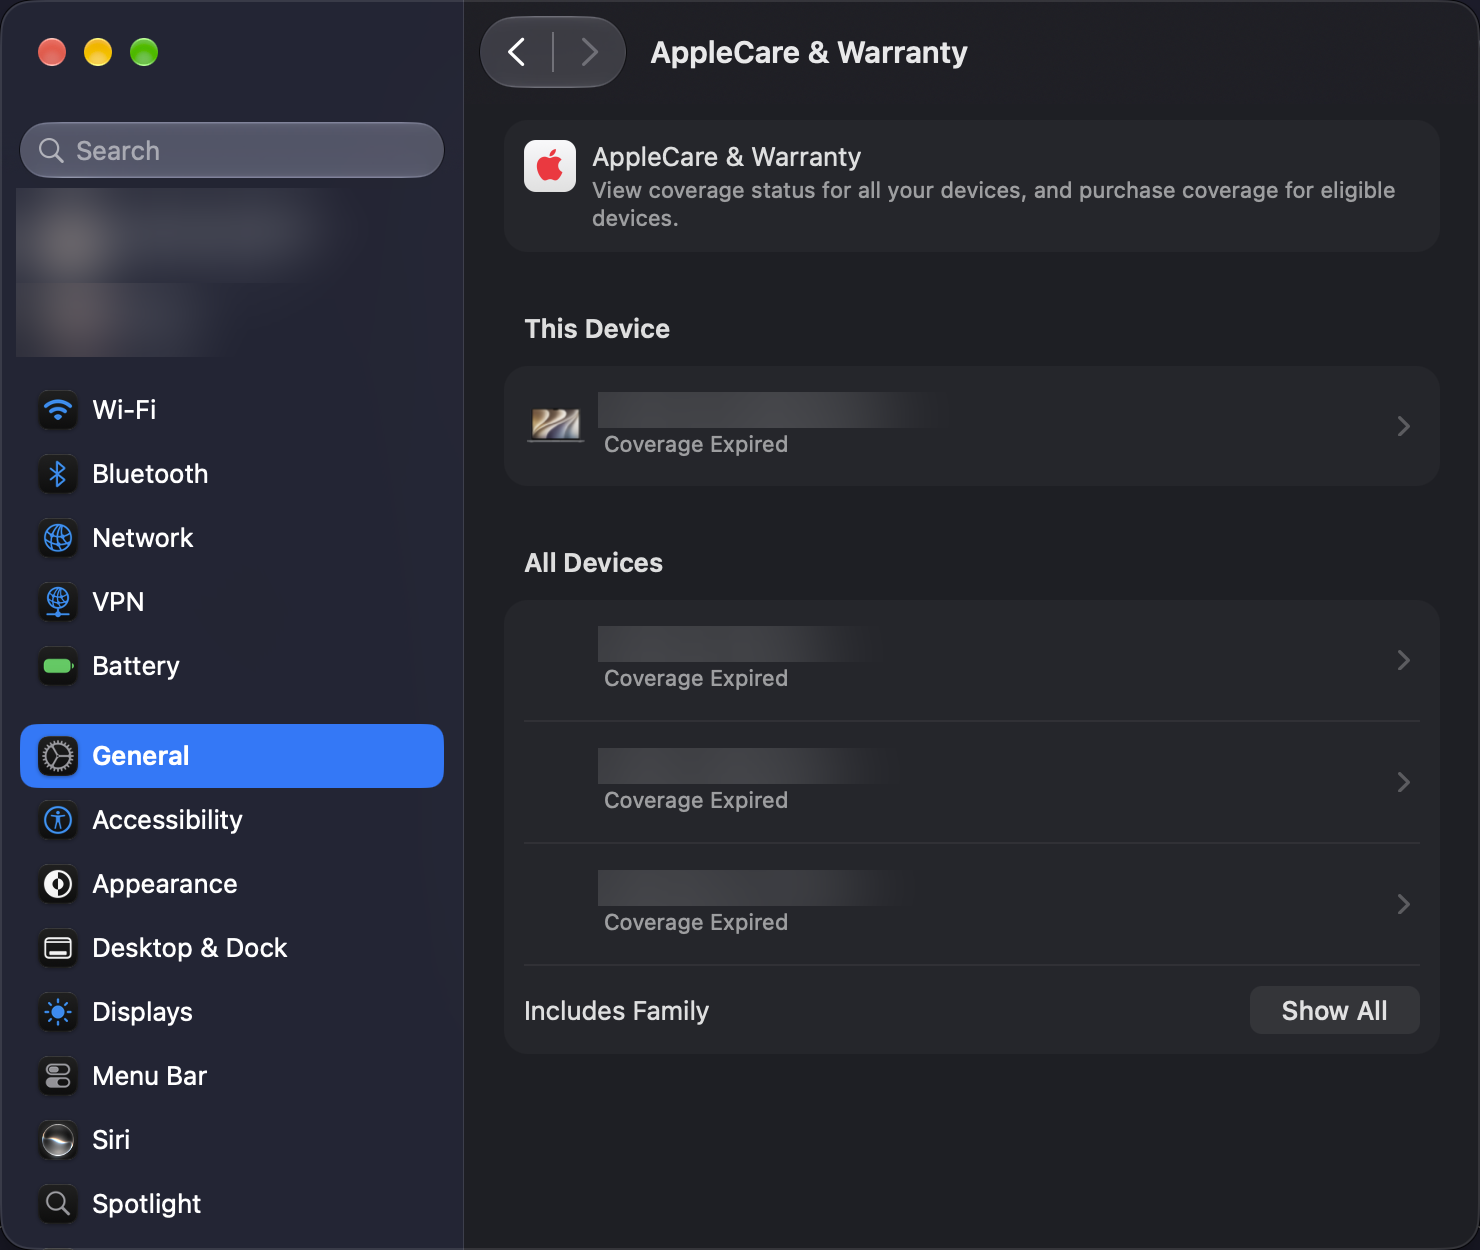 AppleCare & Warranty
Search
AppleCare & Warranty
View coverage status for all your devices, and purchase coverage for eligible
devices.
This Device
Coverage Expired
All Devices
Coverage Expired
Coverage Expired
Coverage Expired
Includes Family
Show All
Wi-Fi
Bluetooth
Network
VPN
Battery
General
Accessibility
Appearance
Desktop & Dock
Displays
Menu Bar
Siri
Spotlight